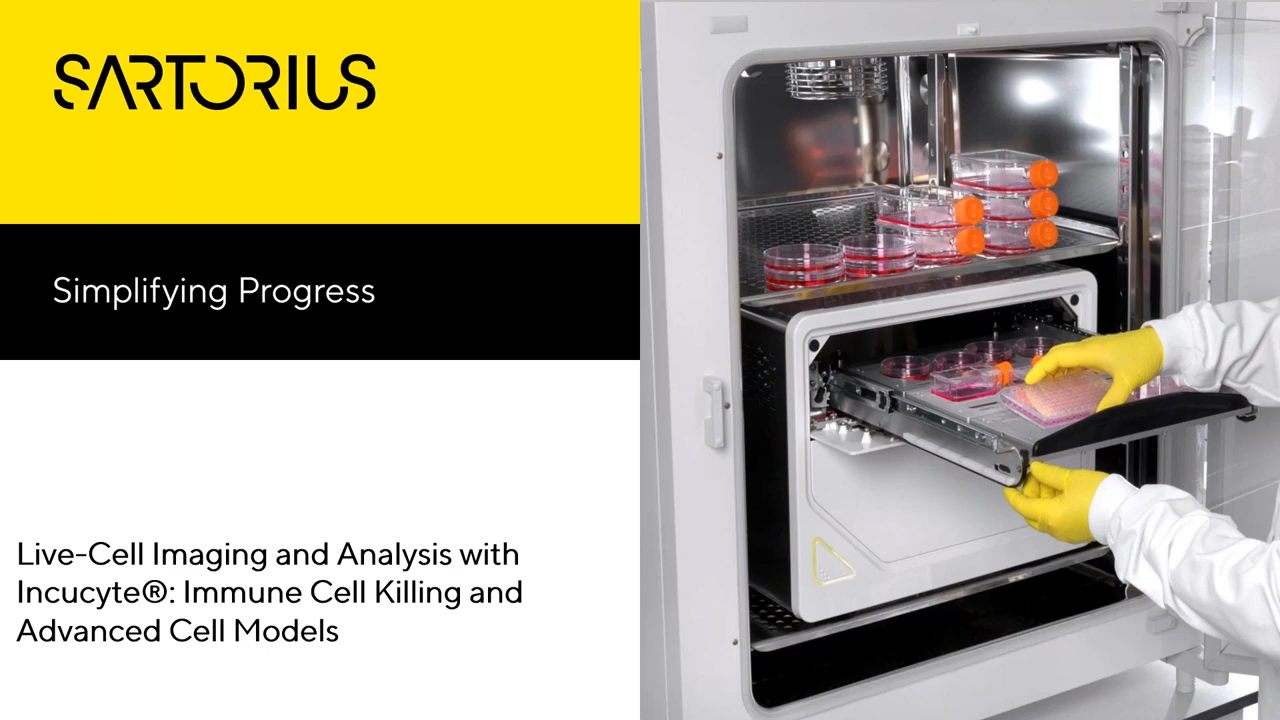 SARTORIUS
Simplifying Progress
Live-Cell Imaging and Analysis with
Incucyte®: Immune Cell Killing and
Advanced Cell Models